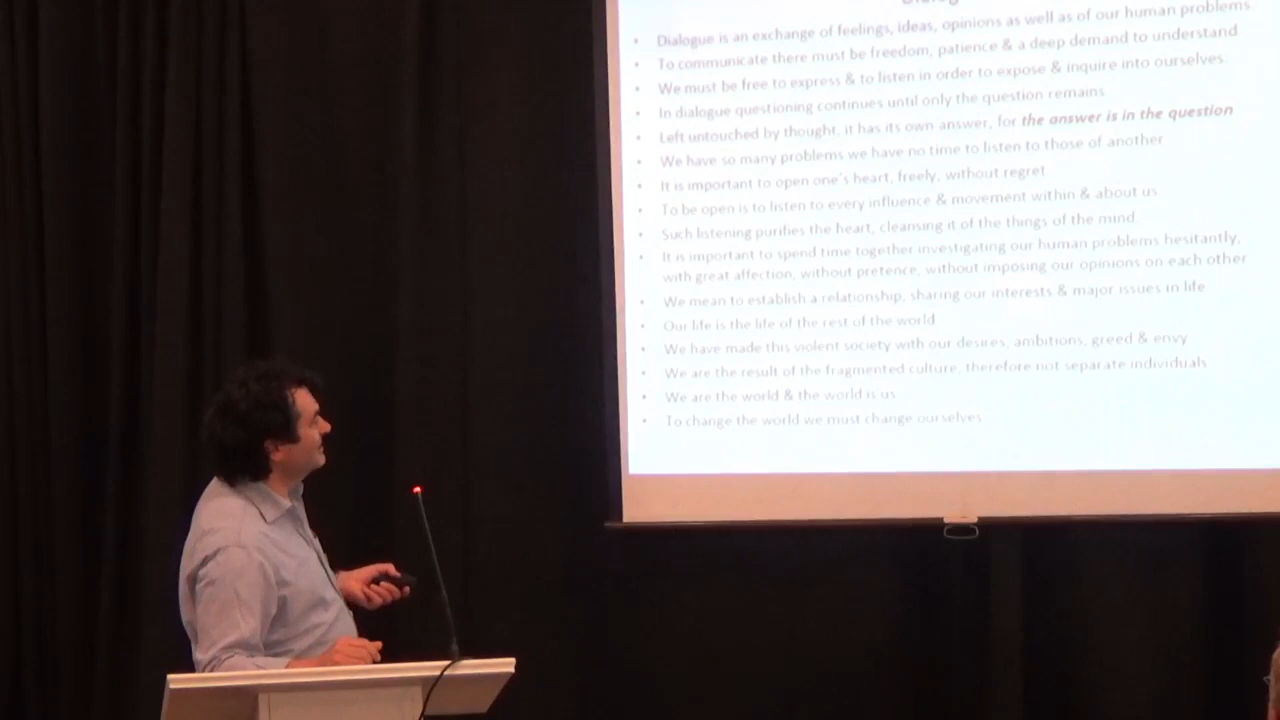 • Dialogue is an exchange of feelings, ideas, opinions as well as of our human problems.
• To communicate there must be freedom, patience & a deep demand to understand
• We must be free to express & to listen in order to expose & inquire into ourselves.
• In dialogue questioning continues until only the question remains
• Left untouched by thought, it has its own answer, for the answer is in the question
• We have so many problems we have no time to listen to those of another
• It is important to open one's heart, freely, without regret
• To be open is to listen to every influence & movement within & about us
• Such listening purifies the heart, cleansing it of the things of the mind
• It is important to spend time together investigating our human problems hesitantly,
with great affection, without pretence, without imposing our opinions on each other
• We mean to establish a relationship, sharing our interests & major issues in life
• Our life is the life of the rest of the world
• We have made this violent society with our desires, ambitions, greed & envy
• We are the result of the fragmented culture, therefore not separate individuals
• We are the world & the world is us
• To change the world we must change ourselves